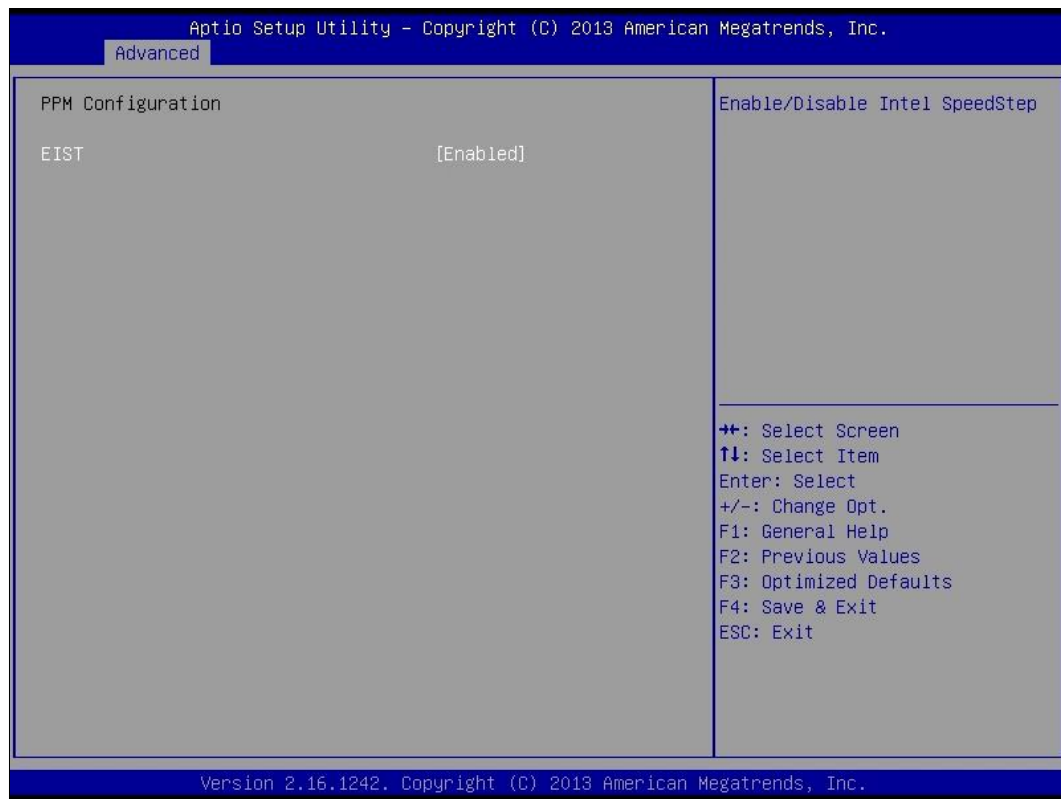 Aptio Setup Utility – Copyright (C) 2013 American Megatrends, Inc.
Advanced
PPM Configuration
EIST [Enabled]
Enable/Disable Intel SpeedStep
→←: Select Screen
↑↓: Select Item
Enter: Select
+/-: Change Opt.
F1: General Help
F2: Previous Values
F3: Optimized Defaults
F4: Save & Exit
ESC: Exit
Version 2.16.1242. Copyright (C) 2013 American Megatrends, Inc.